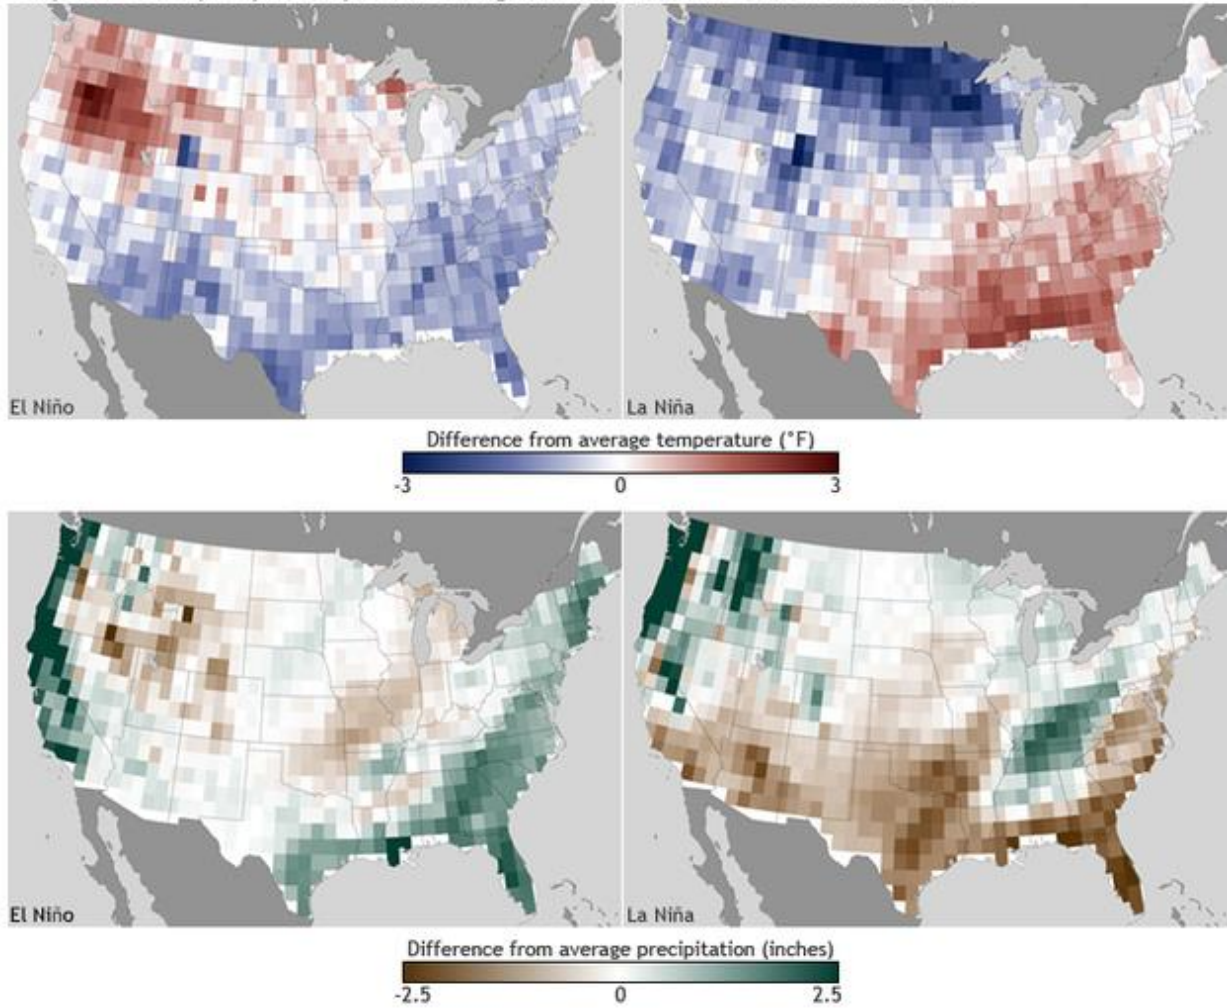 El Niño
La Niña
Difference from average temperature (°F)
-3 0 3
El Niño
La Niña
Difference from average precipitation (inches)
-2.5 0 2.5